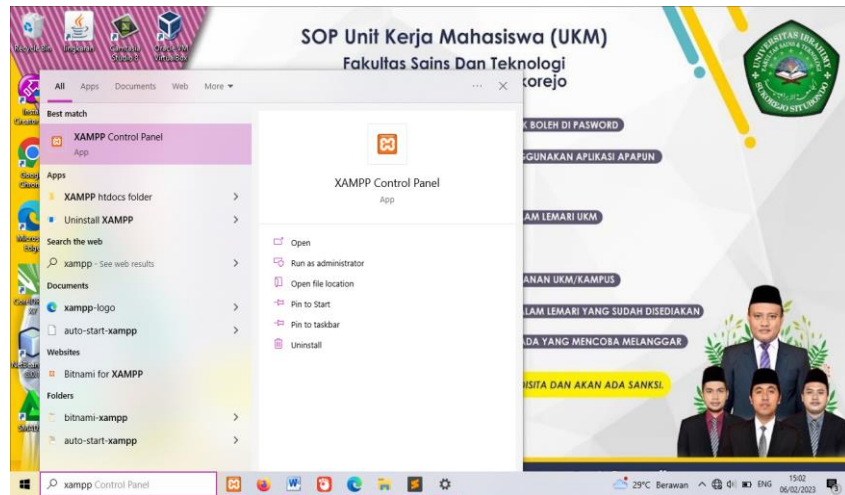 SOP Unit Kerja Mahasiswa (UKM)
Fakultas Sains Dan Teknologi
korejo
Recycle Bin
All Apps Documents Web More
Best match
XAMPP Control Panel
App
Apps
XAMPP htdocs folder
Uninstall XAMPP
Search the web
xampp - See web results
Documents
xampp-logo
auto-start-xampp
Websites
Bitnami for XAMPP
Folders
bitnami-xampp
auto-start-xampp
XAMPP Control Panel
App
Open
Run as administrator
Open file location
Pin to Start
Pin to taskbar
Uninstall
K BOLEH DI PASWORD
GGUNAKAN APLIKASI APAPUN
LAM LEMARI UKM
ANAN UKM/KAMPUS
LAM LEMARI YANG SUDAH DISEDIAKAN
ADA YANG MENCOBA MELANGGAR
ISITA DAN AKAN ADA SANKSI.
xampp Control Panel
29°C Berawan
ENG
15:02
06/02/2023